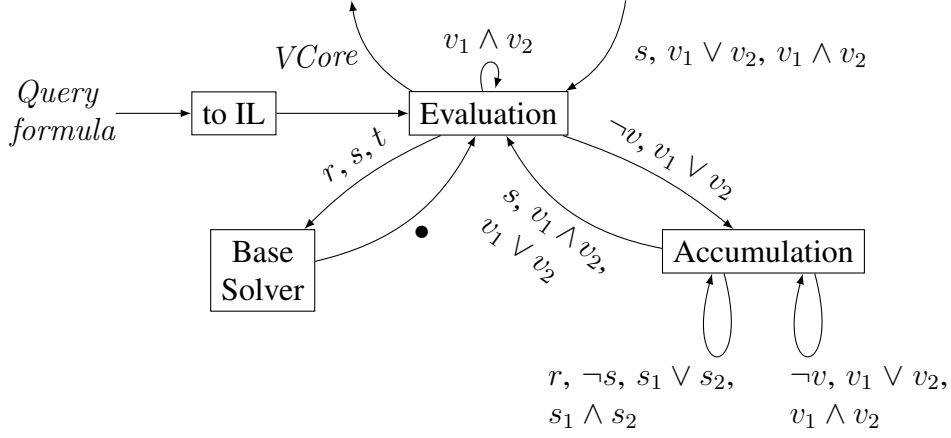 v₁ ∧ v₂
VCore
s, v₁ ∨ v₂, v₁ ∧ v₂
Query
formula
to IL
Evaluation
r, s, t
¬v, v₁ ∨ v₂
s, v₁ ∧ v₂,
v₁ ∨ v₂
•
Base
Solver
Accumulation
r, ¬s, s₁ ∨ s₂,
s₁ ∧ s₂
¬v, v₁ ∨ v₂,
v₁ ∧ v₂